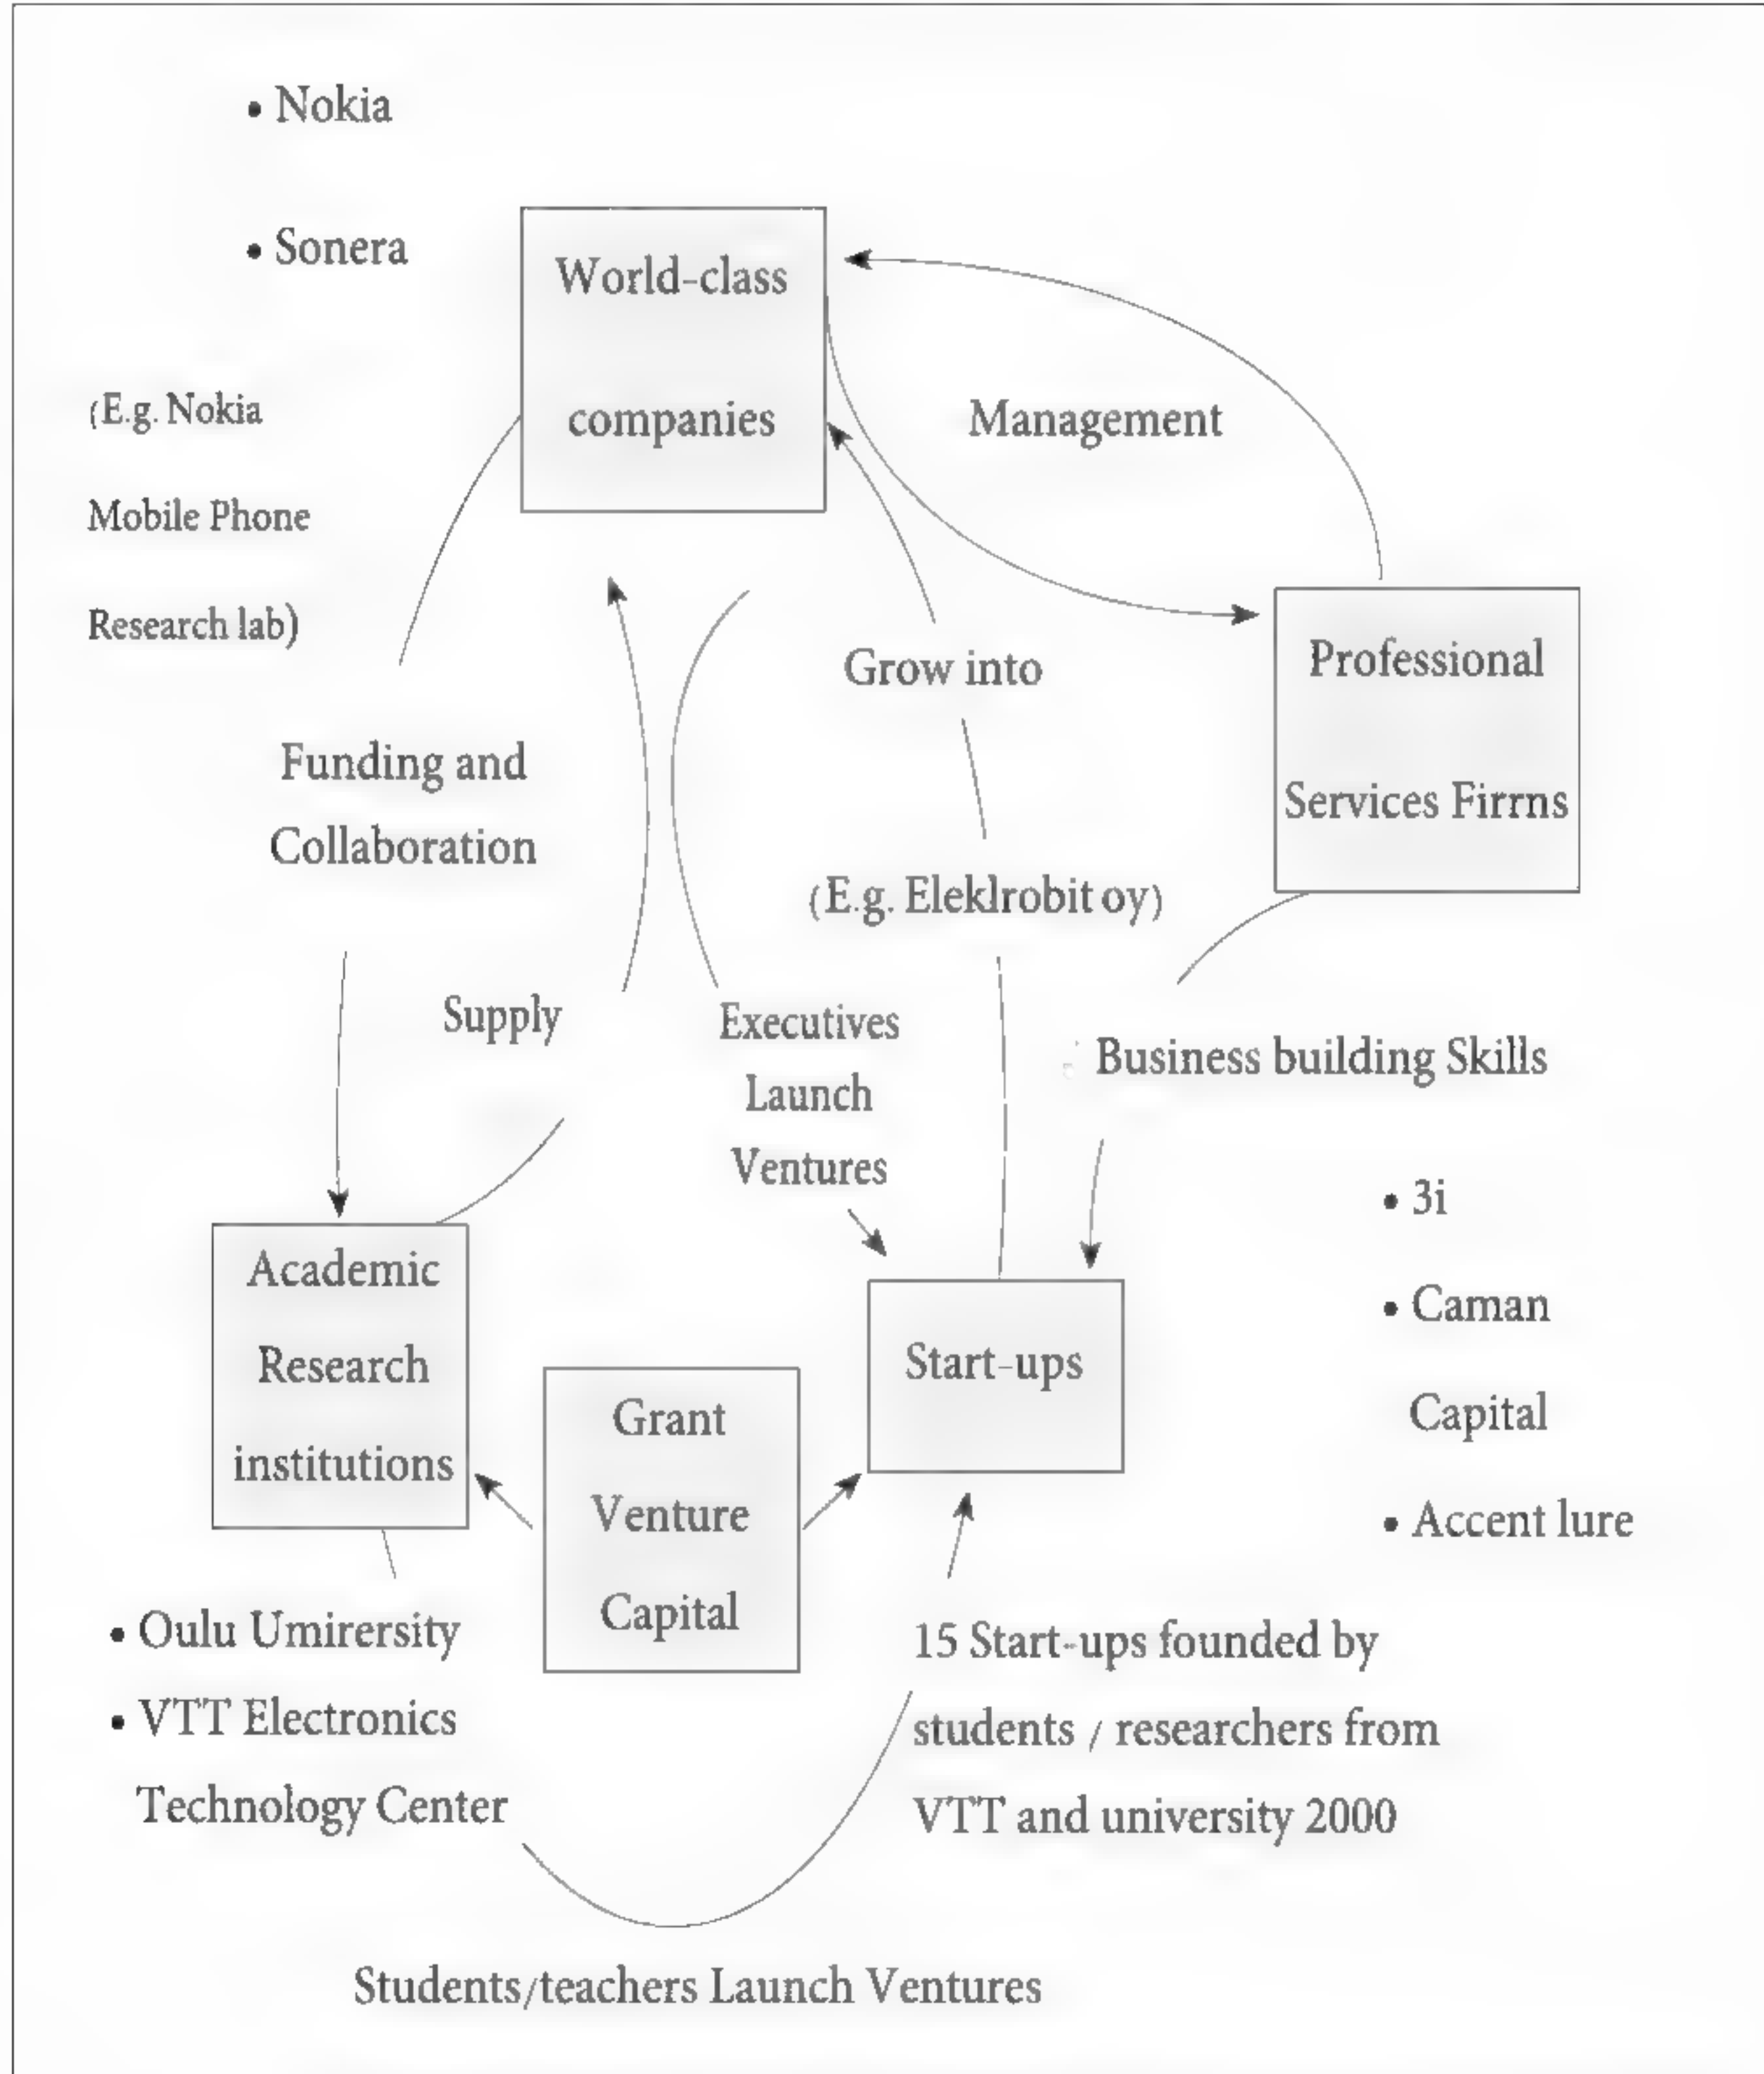 • Nokia
• Sonera
World-class
companies
(E.g. Nokia
Mobile Phone
Research lab)
Management
Grow into
Professional
Services Firrns
Funding and
Collaboration
(E.g. Eleklrobit oy)
Supply
Executives
Launch
Ventures
Business building Skills
• 3i
• Caman
Capital
• Accent lure
Academic
Research
institutions
Grant
Venture
Capital
Start-ups
• Oulu Umirersity
• VTT Electronics
Technology Center
15 Start-ups founded by
students / researchers from
VTT and university 2000
Students/teachers Launch Ventures